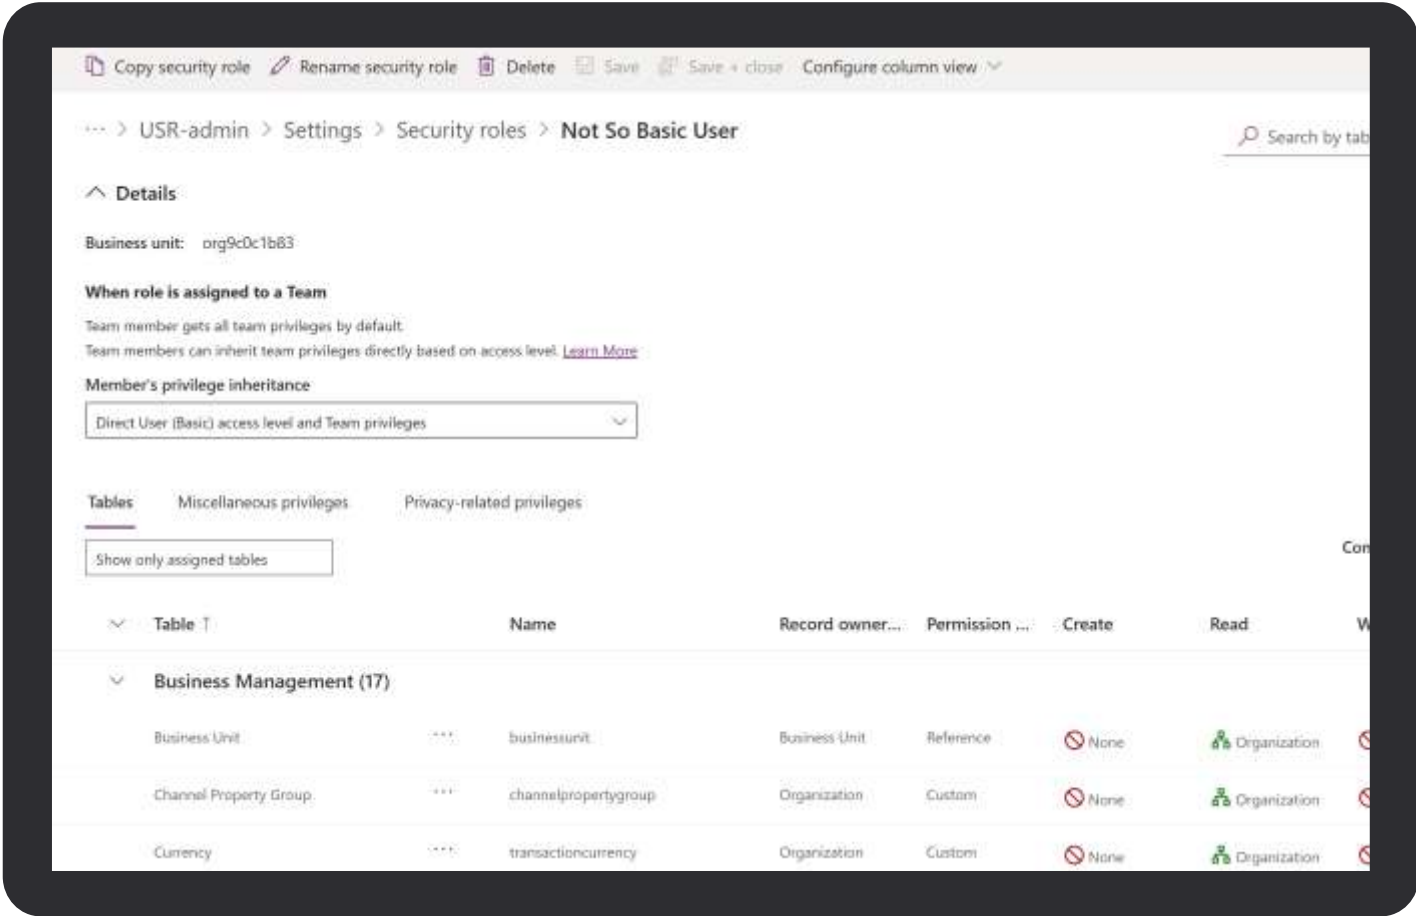 Copy security role Rename security role Delete Save Save + close Configure column view
··· > USR-admin > Settings > Security roles > Not So Basic User
Search by tab
Details
Business unit: org9c0c1b83
When role is assigned to a Team
Team member gets all team privileges by default.
Team members can inherit team privileges directly based on access level. Learn More
Member's privilege inheritance
Direct User (Basic) access level and Team privileges
Tables Miscellaneous privileges Privacy-related privileges
Show only assigned tables
Con
Table ↑ Name Record owner... Permission ... Create Read W
Business Management (17)
Business Unit ··· businessunit Business Unit Reference None Organization
Channel Property Group ··· channelpropertygroup Organization Custom None Organization
Currency ··· transactioncurrency Organization Custom None Organization